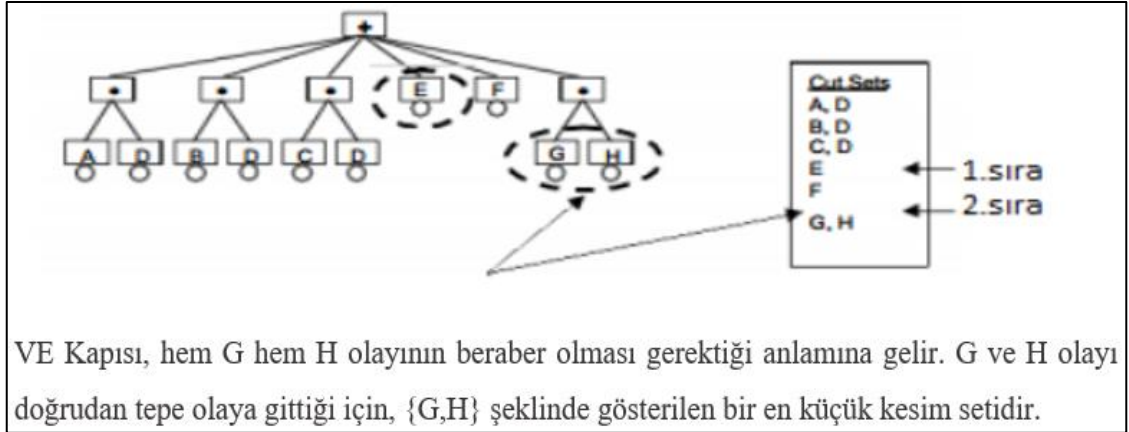 +
• • • E F •
A D B D C D G H
Cut Sets
A, D
B, D
C, D
E
F
G, H
1.sıra
2.sıra
VE Kapısı, hem G hem H olayının beraber olması gerektiği anlamına gelir. G ve H olayı
doğrudan tepe olaya gittiği için, {G,H} şeklinde gösterilen bir en küçük kesim setidir.